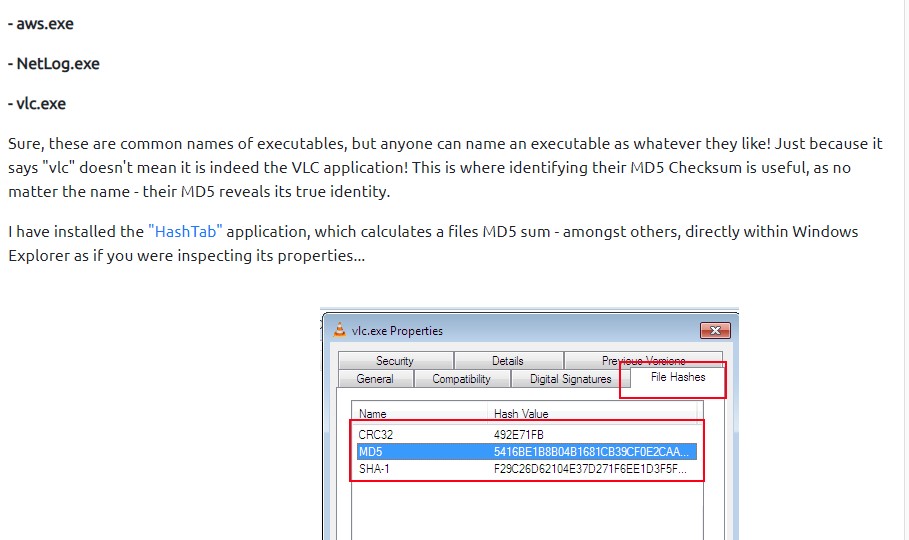 - aws.exe
- NetLog.exe
- vlc.exe
Sure, these are common names of executables, but anyone can name an executable as whatever they like! Just because it
says "vlc" doesn't mean it is indeed the VLC application! This is where identifying their MD5 Checksum is useful, as no
matter the name - their MD5 reveals its true identity.
I have installed the "HashTab" application, which calculates a files MD5 sum - amongst others, directly within Windows
Explorer as if you were inspecting its properties...
vlc.exe Properties
Security Details Previous Versions
General Compatibility Digital Signatures File Hashes
Name Hash Value
CRC32 492E71FB
MD5 5416BE1B8B04B1681CB39CF0E2CAA...
SHA-1 F29C26D62104E37D271F6EE1D3F5F...